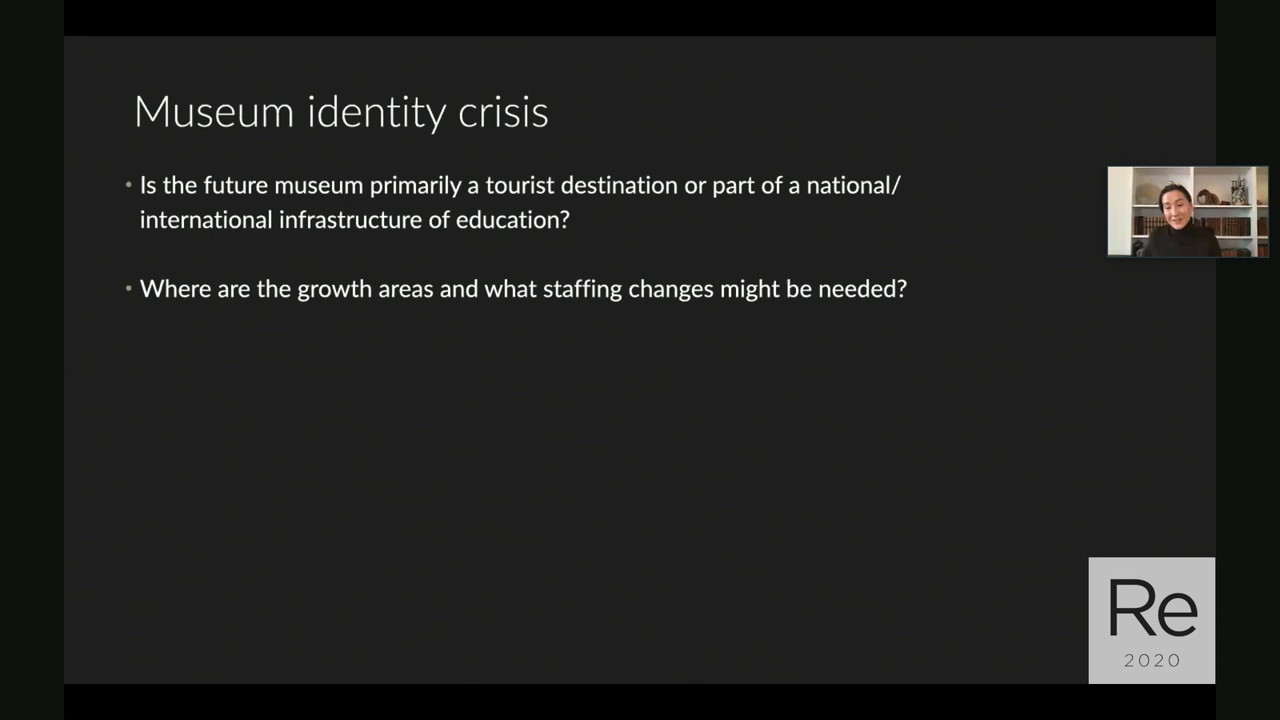 Museum identity crisis
• Is the future museum primarily a tourist destination or part of a national/
international infrastructure of education?
• Where are the growth areas and what staffing changes might be needed?
Re
2020